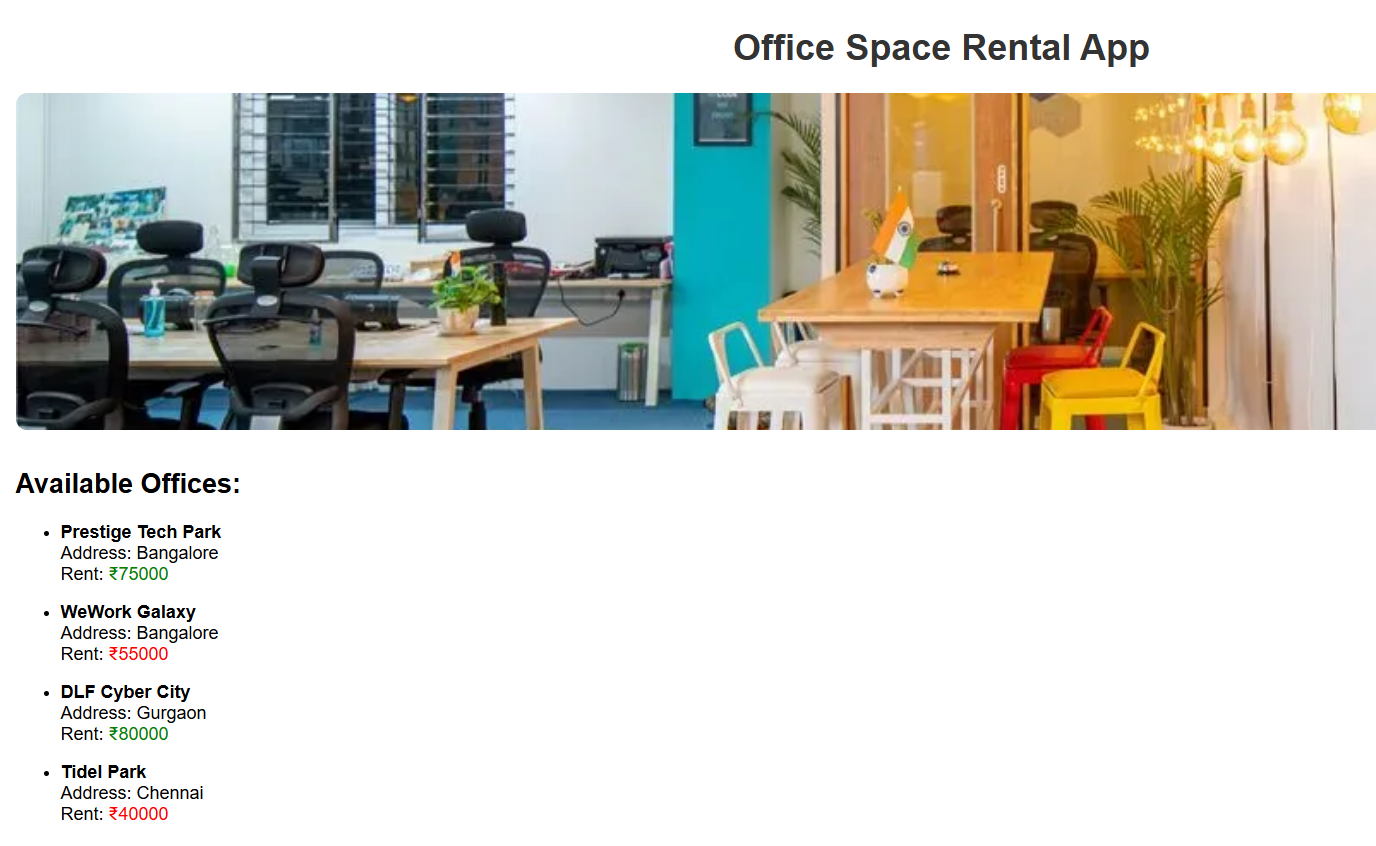 Office Space Rental App
Available Offices:
Prestige Tech Park
Address: Bangalore
Rent: ₹75000
WeWork Galaxy
Address: Bangalore
Rent: ₹55000
DLF Cyber City
Address: Gurgaon
Rent: ₹80000
Tidel Park
Address: Chennai
Rent: ₹40000